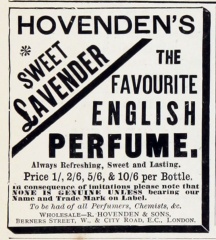 HOVENDEN'S
* SWEET
LAVENDER
THE
FAVOURITE
ENGLISH
PERFUME.
Always Refreshing, Sweet and Lasting.
Price 1/, 2/6, 5/6, & 10/6 per Bottle.
In consequence of imitations please note that
NONE IS GENUINE UNLESS bearing our
Name and Trade Mark on Label.
To be had of all Perfumers, Chemists, &c.
WHOLESALE—R. HOVENDEN & SONS,
BERNERS STREET, W., & CITY ROAD, E.C., LONDON.